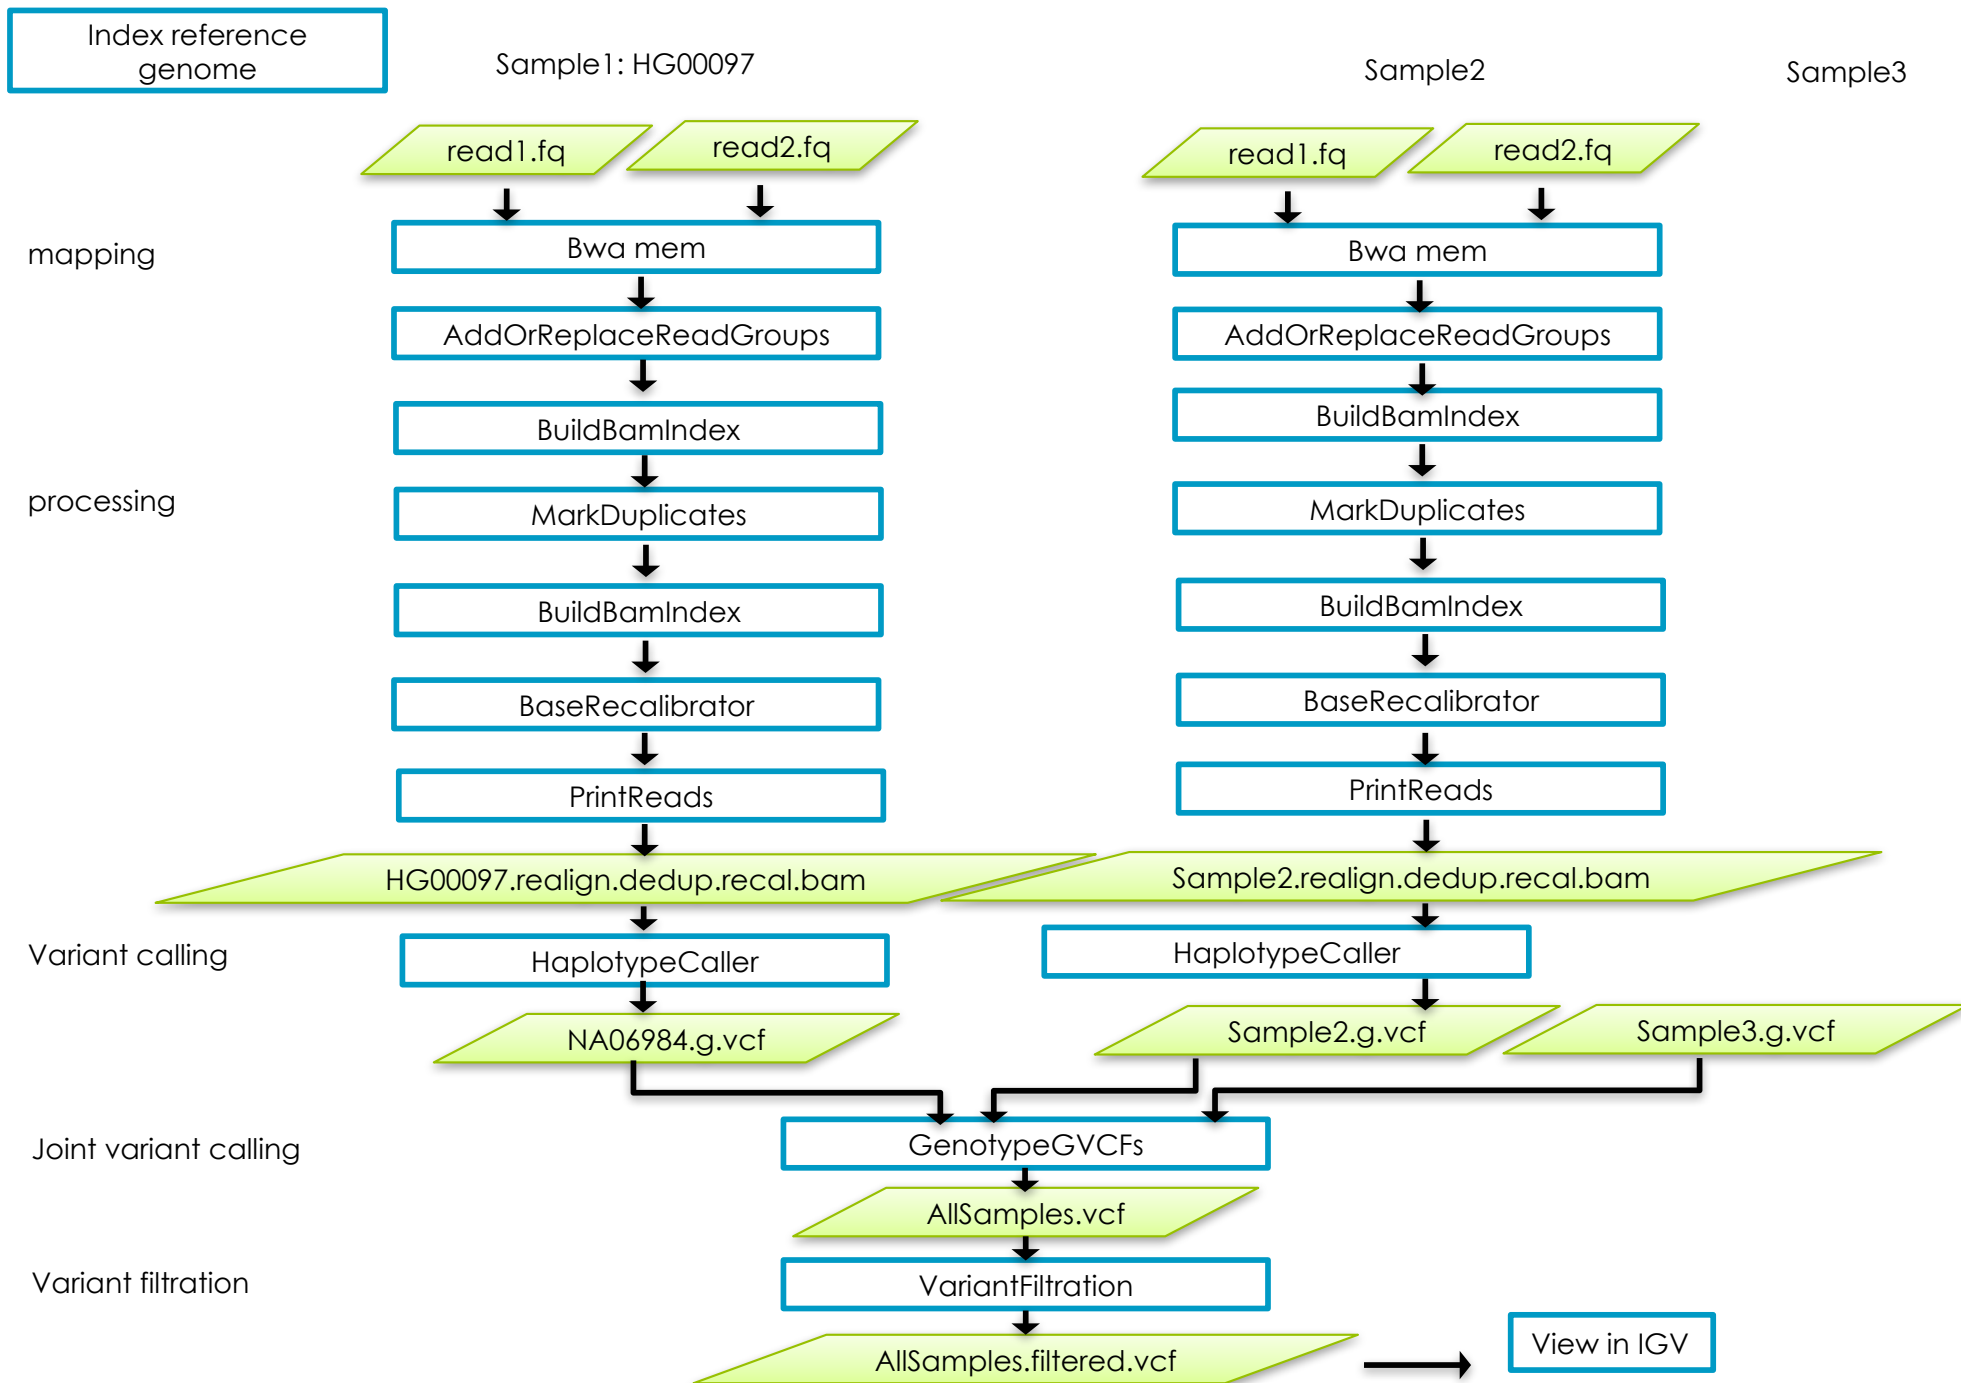 Index reference
genome
Sample1: HG00097
Sample2
Sample3
read1.fq
read2.fq
read1.fq
read2.fq
mapping
Bwa mem
Bwa mem
AddOrReplaceReadGroups
AddOrReplaceReadGroups
BuildBamIndex
BuildBamIndex
processing
MarkDuplicates
MarkDuplicates
BuildBamIndex
BuildBamIndex
BaseRecalibrator
BaseRecalibrator
PrintReads
PrintReads
HG00097.realign.dedup.recal.bam
Sample2.realign.dedup.recal.bam
Variant calling
HaplotypeCaller
HaplotypeCaller
NA06984.g.vcf
Sample2.g.vcf
Sample3.g.vcf
Joint variant calling
GenotypeGVCFs
AllSamples.vcf
Variant filtration
VariantFiltration
AllSamples.filtered.vcf
View in IGV